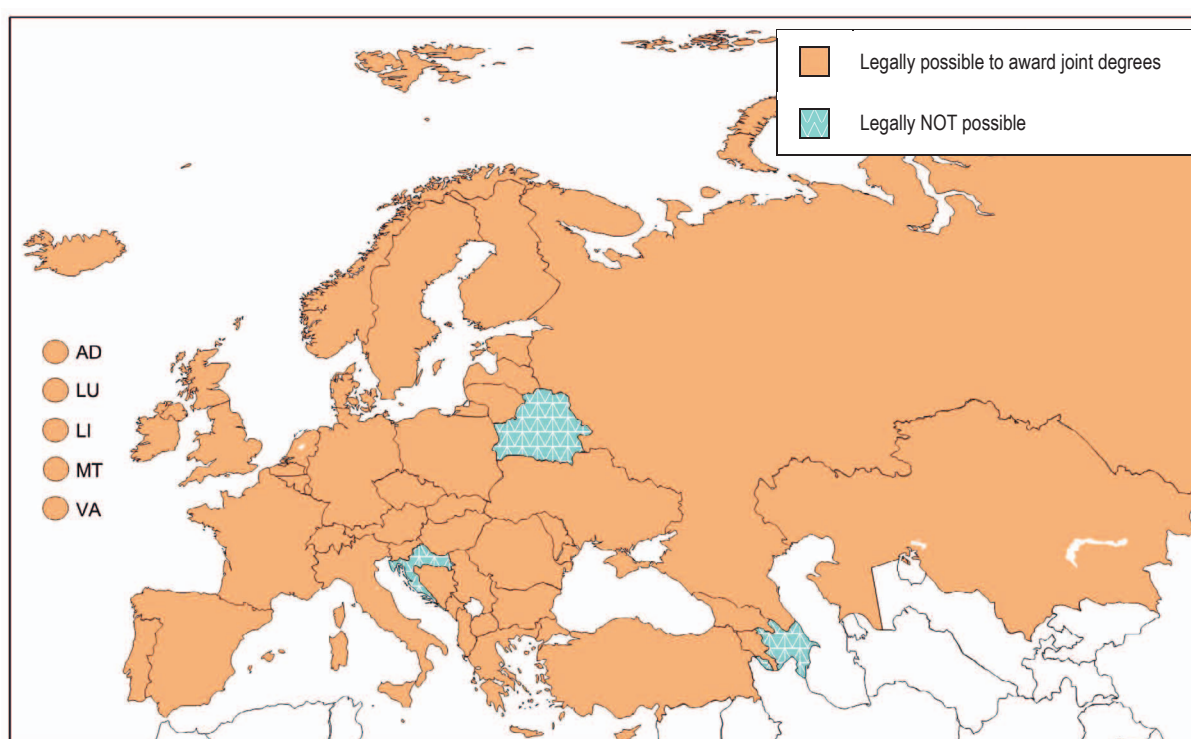 Legally possible to award joint degrees
Legally NOT possible
AD
LU
LI
MT
VA